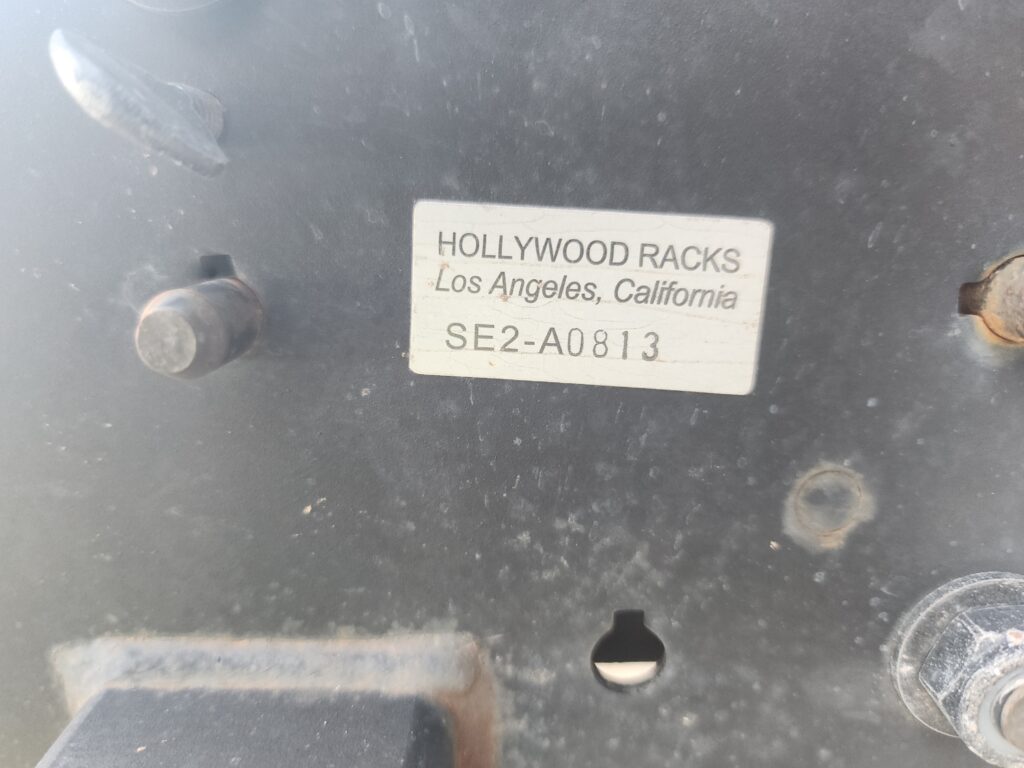 HOLLYWOOD RACKS
Los Angeles, California
SE2-A0813